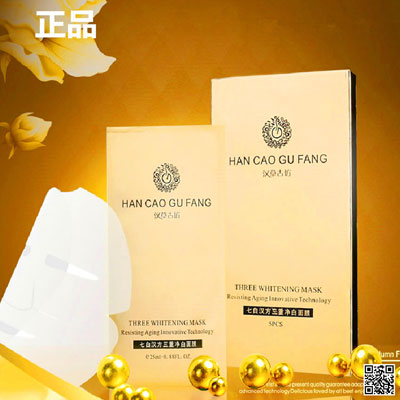 正品
HAN CAO GU FANG
汉草古坊
THREE WHITENING MASK
Resisting Aging Innovative Technology
七白汉方三重净白面膜
5PCS
HAN CAO GU FANG
汉草古坊
THREE WHITENING MASK
Resisting Aging Innovative Technology
七白汉方三重净白面膜